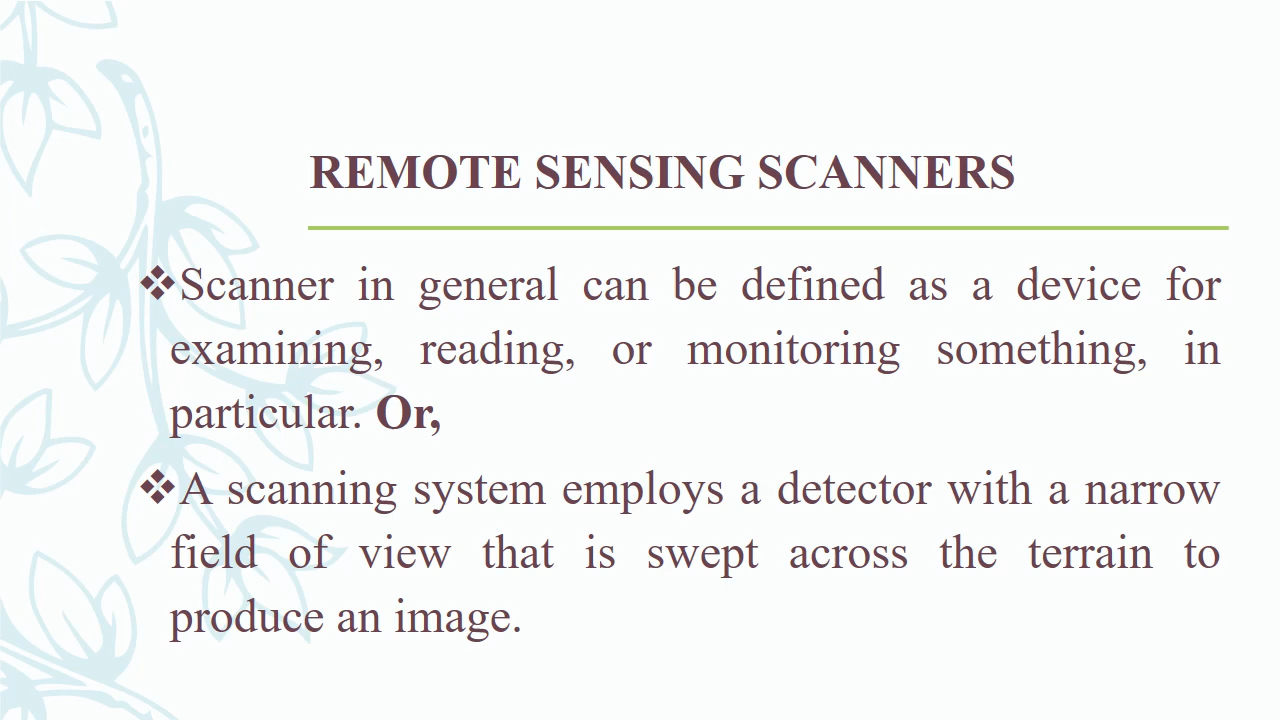 REMOTE SENSING SCANNERS
❖Scanner in general can be defined as a device for
examining, reading, or monitoring something, in
particular. Or,
❖A scanning system employs a detector with a narrow
field of view that is swept across the terrain to
produce an image.